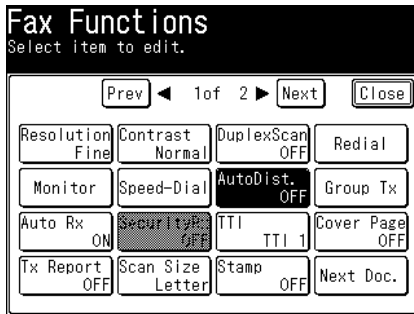 Fax Functions
Select item to edit.
Prev ◀ 1of 2 ▶ Next Close
Resolution Contrast DuplexScan Redial
Fine Normal OFF
Monitor Speed-Dial AutoDist. Group Tx
OFF
Auto Rx SecurityRx TTI Cover Page
ON OFF TTI 1 OFF
Tx Report Scan Size Stamp Next Doc.
OFF Letter OFF